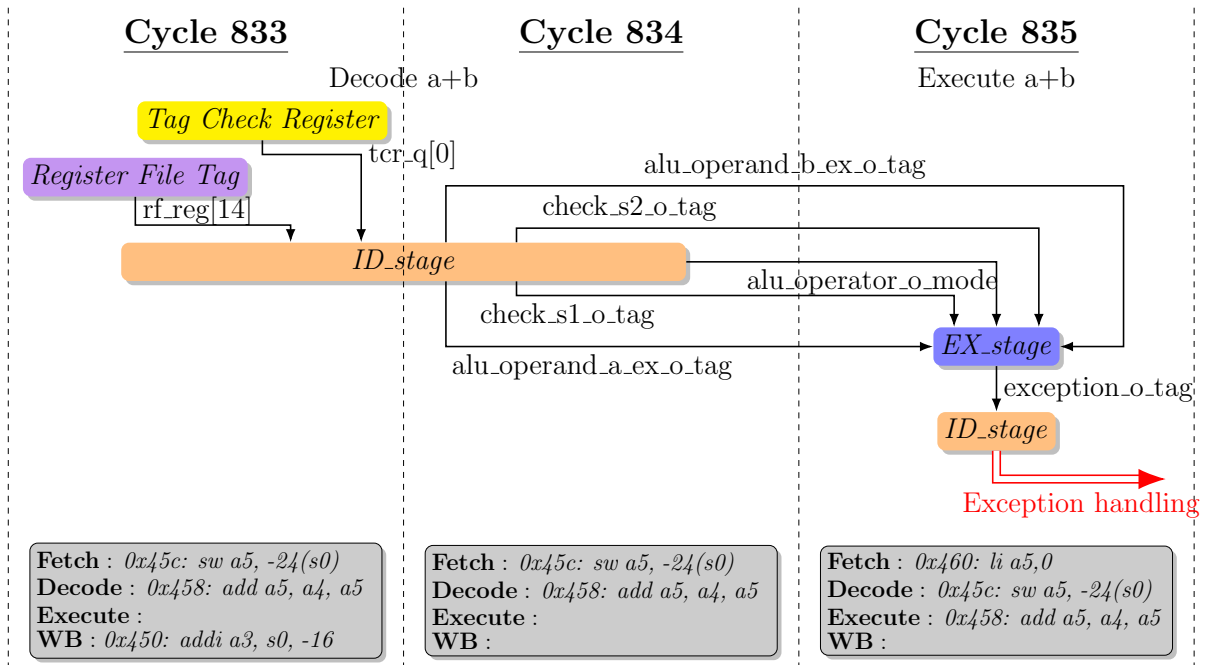 Cycle 833
Cycle 834
Cycle 835
Decode a+b
Execute a+b
Tag Check Register
tcr_q[0]
Register File Tag
rf_reg[14]
alu_operand_b_ex_o_tag
check_s2_o_tag
ID_stage
alu_operator_o_mode
check_s1_o_tag
EX_stage
alu_operand_a_ex_o_tag
exception_o_tag
ID_stage
Exception handling
Fetch : 0x45c: sw a5, -24(s0)
Decode : 0x458: add a5, a4, a5
Execute :
WB : 0x450: addi a3, s0, -16
Fetch : 0x45c: sw a5, -24(s0)
Decode : 0x458: add a5, a4, a5
Execute :
WB :
Fetch : 0x460: li a5,0
Decode : 0x45c: sw a5, -24(s0)
Execute : 0x458: add a5, a4, a5
WB :